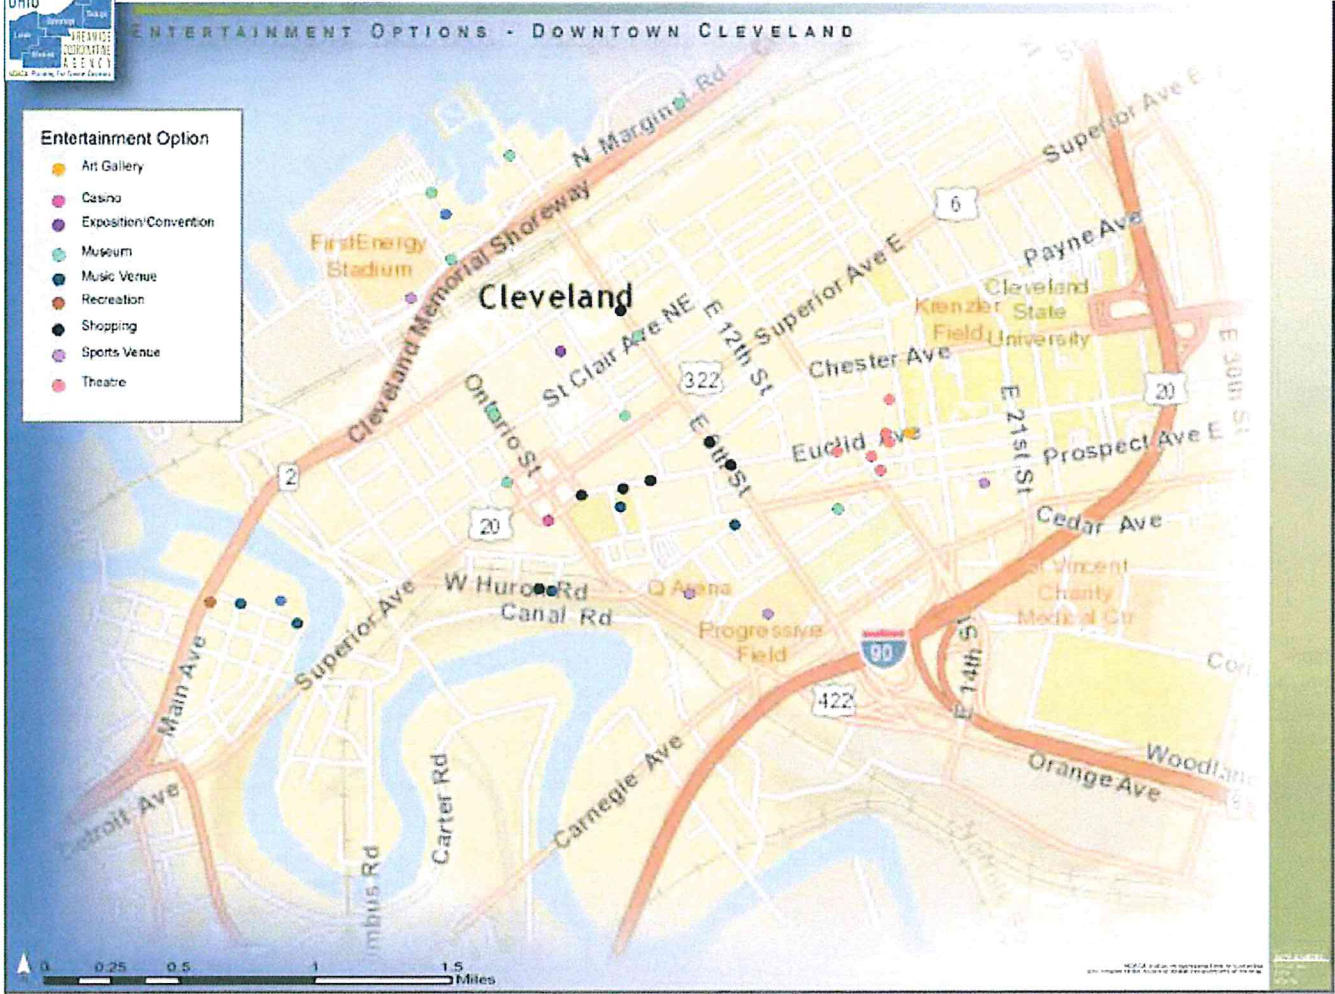 OHIO
AREAWIDE
COORDINATING
AGENCY
ENTERTAINMENT OPTIONS - DOWNTOWN CLEVELAND
Entertainment Option
Art Gallery
Casino
Exposition/Convention
Museum
Music Venue
Recreation
Shopping
Sports Venue
Theatre
N Marginal Rd
Superior Ave E
6
Payne Ave
FirstEnergy
Stadium
Cleveland Memorial Shoreway
Cleveland
Superior Ave E
Cleveland
State
University
Krenzler
Field
E 12th St
St Clair Ave NE
Chester Ave
E 30th St
322
20
Ontario St
E 9th St
Euclid Ave
E 21st St
Prospect Ave E
2
20
Cedar Ave
W Huron Rd
Canal Rd
Q Arena
St Vincent
Charity
Medical Ctr
Progressive
Field
Superior Ave
Main Ave
90
E 14th St
422
Orange Ave
Carnegie Ave
Carter Rd
0 0.25 0.5 1 1.5
Miles